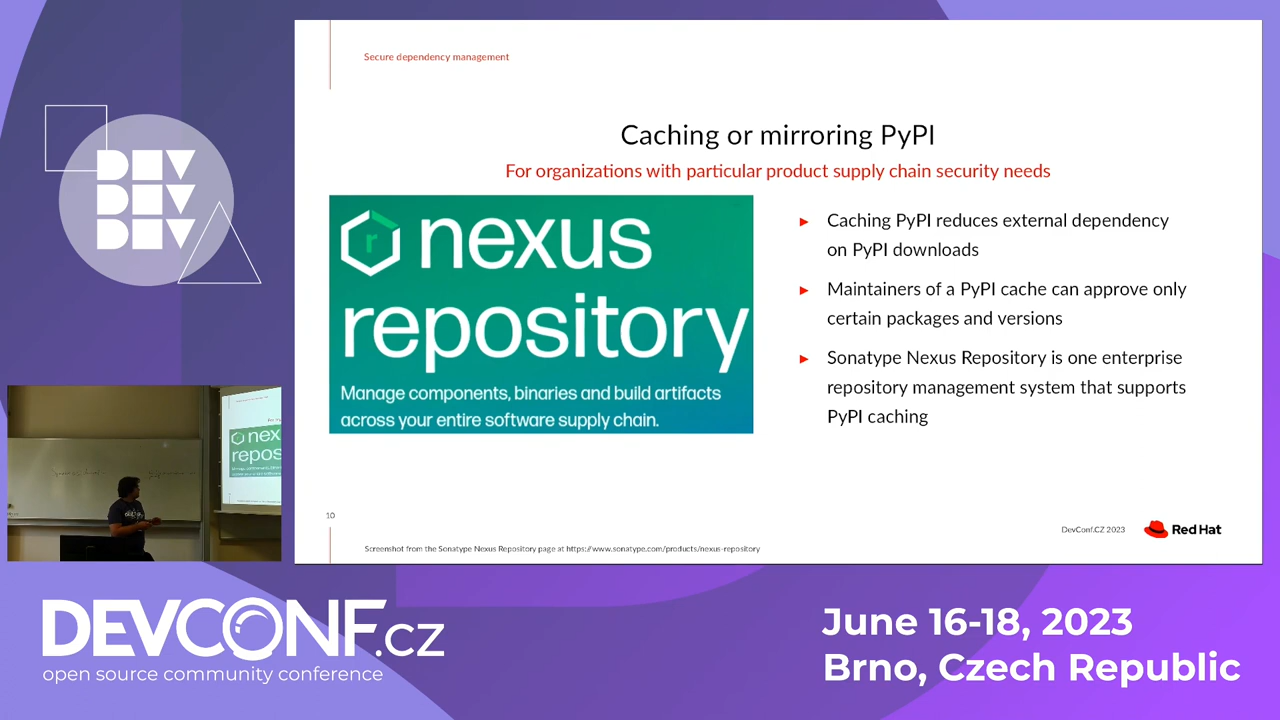 Secure dependency management
Caching or mirroring PyPI
For organizations with particular product supply chain security needs
nexus
repository
Manage components, binaries and build artifacts
across your entire software supply chain.
Caching PyPI reduces external dependency
on PyPI downloads
Maintainers of a PyPI cache can approve only
certain packages and versions
Sonatype Nexus Repository is one enterprise
repository management system that supports
PyPI caching
10
DevConf.CZ 2023
Red Hat
Screenshot from the Sonatype Nexus Repository page at https://www.sonatype.com/products/nexus-repository
DEV
DEV
DEV
nex
repos
DEVCONF.cz
open source community conference
June 16-18, 2023
Brno, Czech Republic